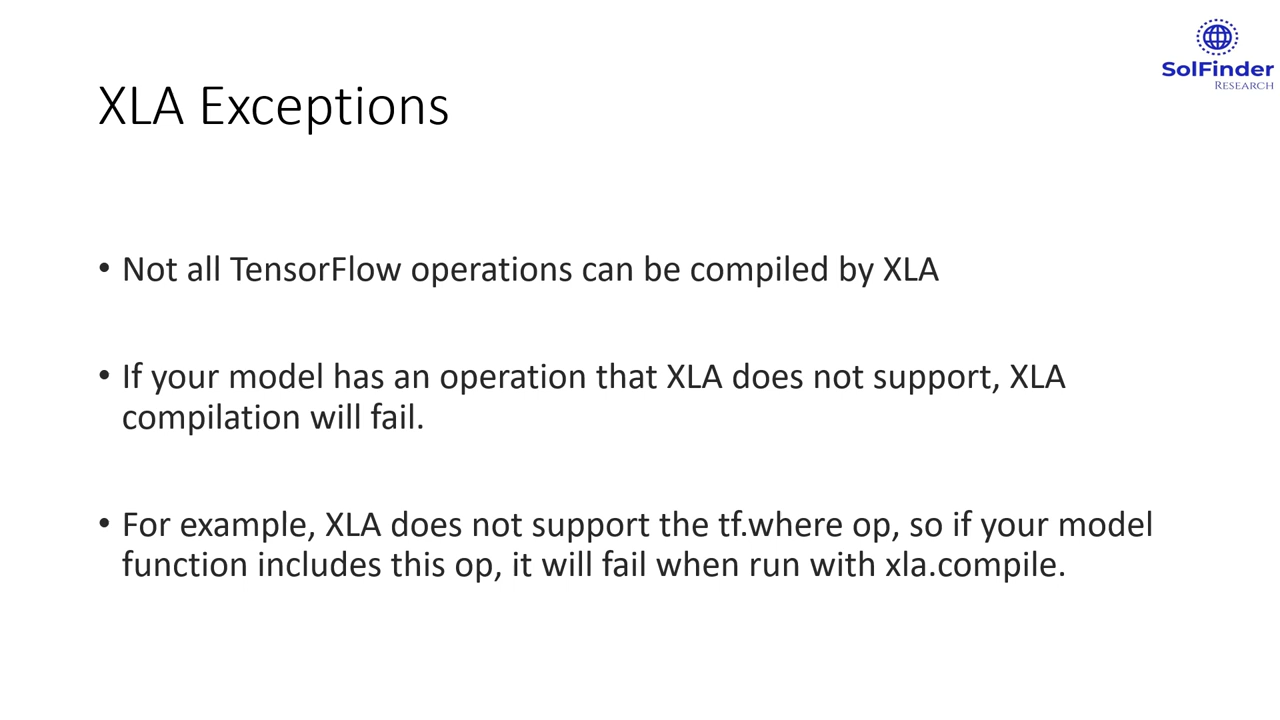 SolFinder
RESEARCH
XLA Exceptions
• Not all TensorFlow operations can be compiled by XLA
• If your model has an operation that XLA does not support, XLA
compilation will fail.
• For example, XLA does not support the tf.where op, so if your model
function includes this op, it will fail when run with xla.compile.